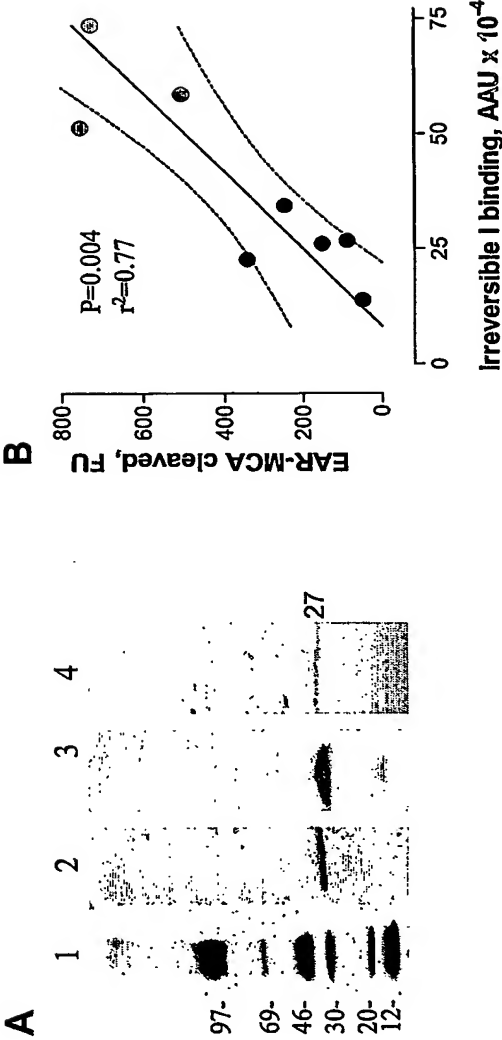 A
1 2 3 4
97-
69-
46-
30-
20-
12-
27
B
EAR-MCA cleaved, FU
800
600
400
200
0
P=0.004
r²=0.77
0 25 50 75
Irreversible I binding, AAU x 10⁻⁴